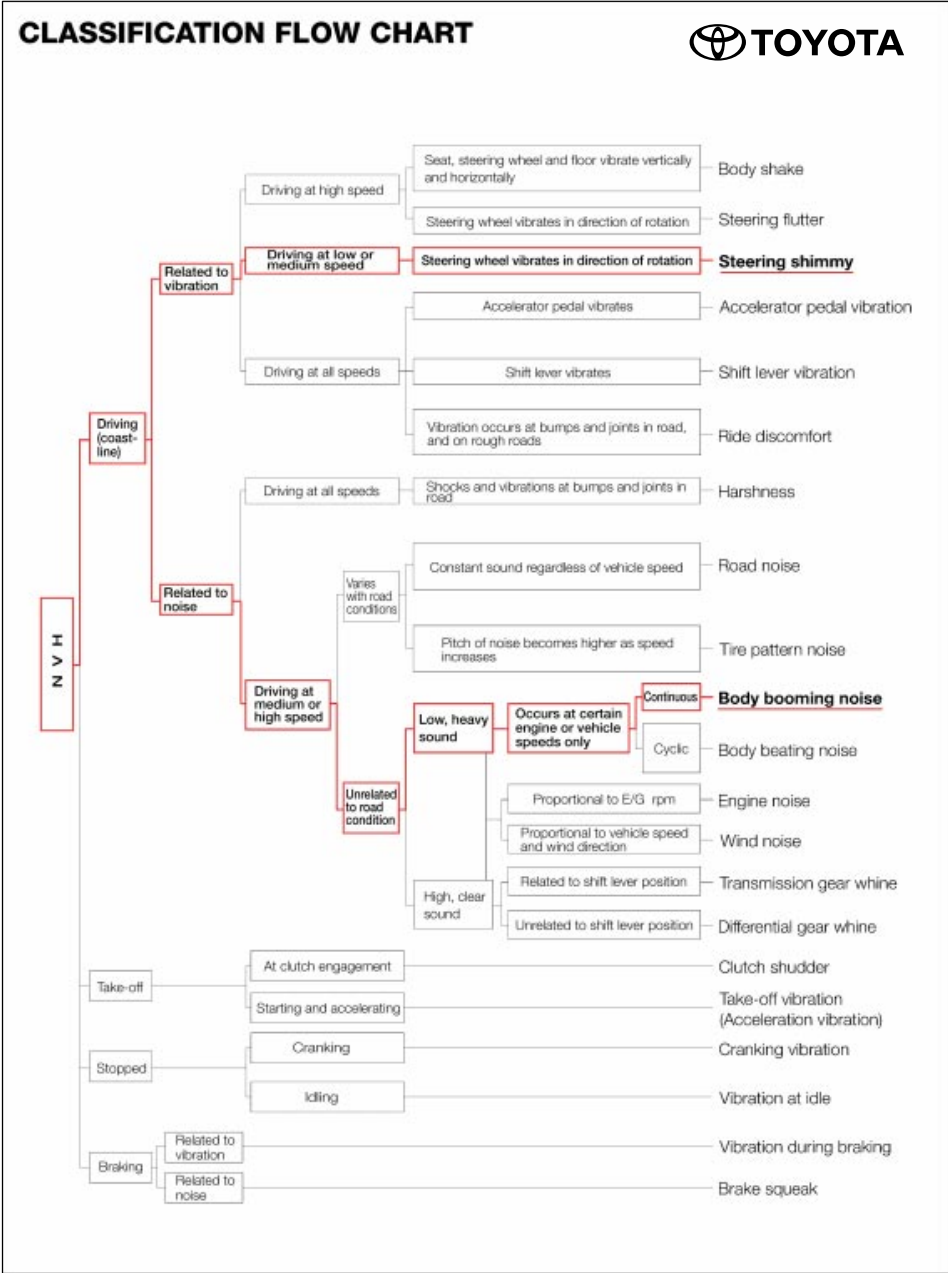 CLASSIFICATION FLOW CHART
TOYOTA
Seat, steering wheel and floor vibrate vertically
and horizontally
Body shake
Driving at high speed
Steering wheel vibrates in direction of rotation
Steering flutter
Driving at low or
medium speed
Steering wheel vibrates in direction of rotation
Steering shimmy
Related to
vibration
Accelerator pedal vibrates
Accelerator pedal vibration
Driving at all speeds
Shift lever vibrates
Shift lever vibration
Driving
(coast-
line)
Vibration occurs at bumps and joints in road,
and on rough roads
Ride discomfort
Driving at all speeds
Shocks and vibrations at bumps and joints in
road
Harshness
Varies
with road
conditions
Constant sound regardless of vehicle speed
Road noise
Related to
noise
NVH
Pitch of noise becomes higher as speed
increases
Tire pattern noise
Driving at
medium or
high speed
Low, heavy
sound
Occurs at certain
engine or vehicle
speeds only
Continuous
Body booming noise
Cyclic
Body beating noise
Unrelated
to road
condition
Proportional to E/G rpm
Engine noise
Proportional to vehicle speed
and wind direction
Wind noise
High, clear
sound
Related to shift lever position
Transmission gear whine
Unrelated to shift lever position
Differential gear whine
Take-off
At clutch engagement
Clutch shudder
Starting and accelerating
Take-off vibration
(Acceleration vibration)
Stopped
Cranking
Cranking vibration
Idling
Vibration at idle
Braking
Related to
vibration
Vibration during braking
Related to
noise
Brake squeak